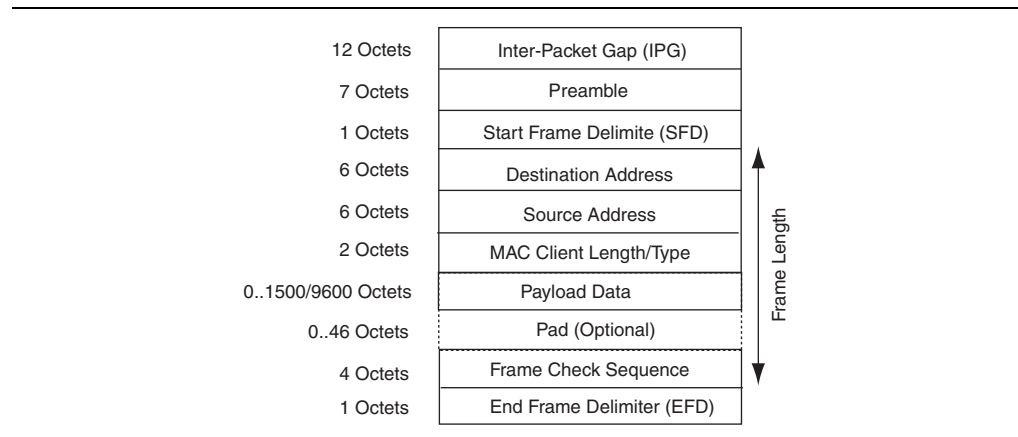 12 Octets Inter-Packet Gap (IPG)
7 Octets Preamble
1 Octets Start Frame Delimite (SFD)
6 Octets Destination Address
6 Octets Source Address
2 Octets MAC Client Length/Type
0..1500/9600 Octets Payload Data
0..46 Octets Pad (Optional)
4 Octets Frame Check Sequence
1 Octets End Frame Delimiter (EFD)
Frame Length